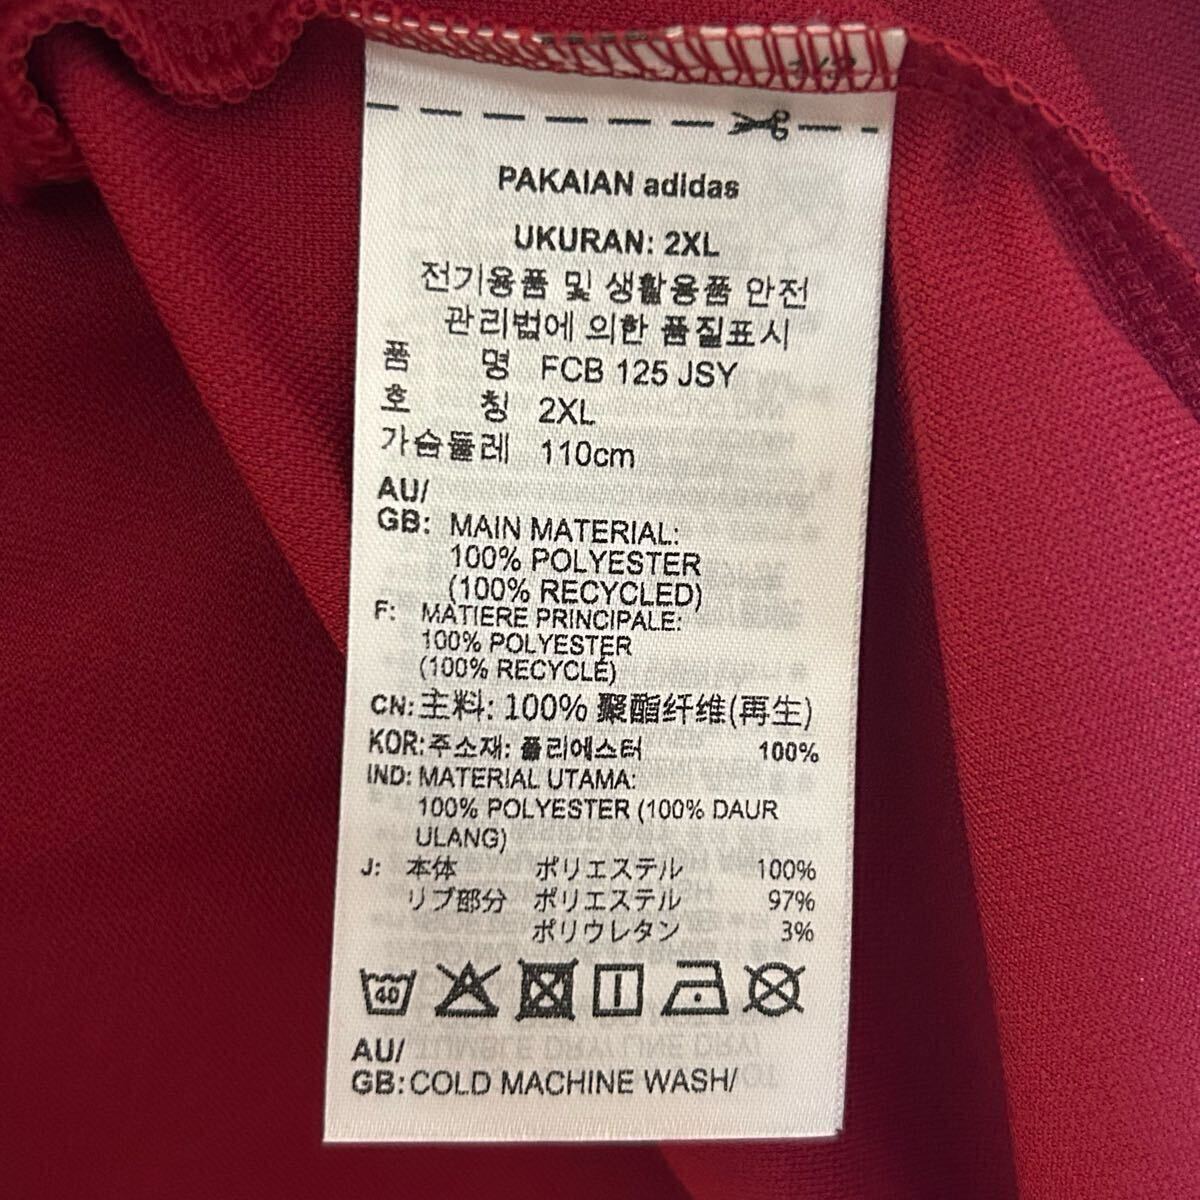 PAKAIAN adidas
UKURAN: 2XL
전기용품 및 생활용품 안전
관리법에 의한 품질표시
품 명 FCB 125 JSY
호 칭 2XL
가슴둘레 110cm
AU/
GB: MAIN MATERIAL:
100% POLYESTER
(100% RECYCLED)
F: MATIERE PRINCIPALE:
100% POLYESTER
(100% RECYCLÉ)
CN: 主料: 100% 聚酯纤维(再生)
KOR: 주소재: 폴리에스터 100%
IND: MATERIAL UTAMA:
100% POLYESTER (100% DAUR
ULANG)
J: 本体 ポリエステル 100%
リブ部分 ポリエステル 97%
ポリウレタン 3%
40
AU/
GB: COLD MACHINE WASH/